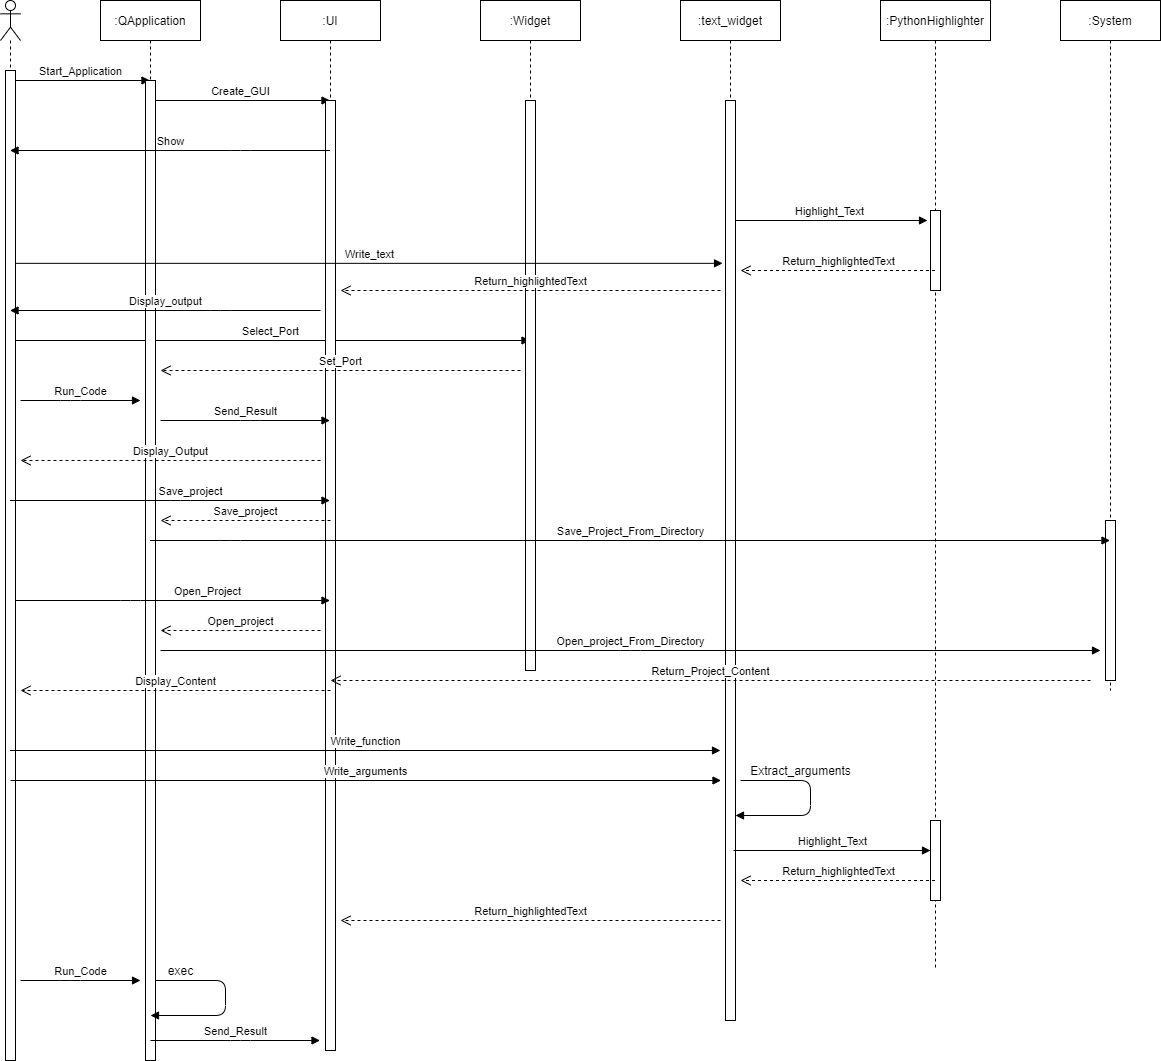 :QApplication
:UI
:Widget
:text_widget
:PythonHighlighter
:System
Start_Application
Create_GUI
Show
Highlight_Text
Write_text
Return_highlightedText
Return_highlightedText
Display_output
Select_Port
Set_Port
Run_Code
Send_Result
Display_Output
Save_project
Save_project
Save_Project_From_Directory
Open_Project
Open_project
Open_project_From_Directory
Return_Project_Content
Display_Content
Write_function
Write_arguments
Extract_arguments
Highlight_Text
Return_highlightedText
Return_highlightedText
Run_Code
exec
Send_Result